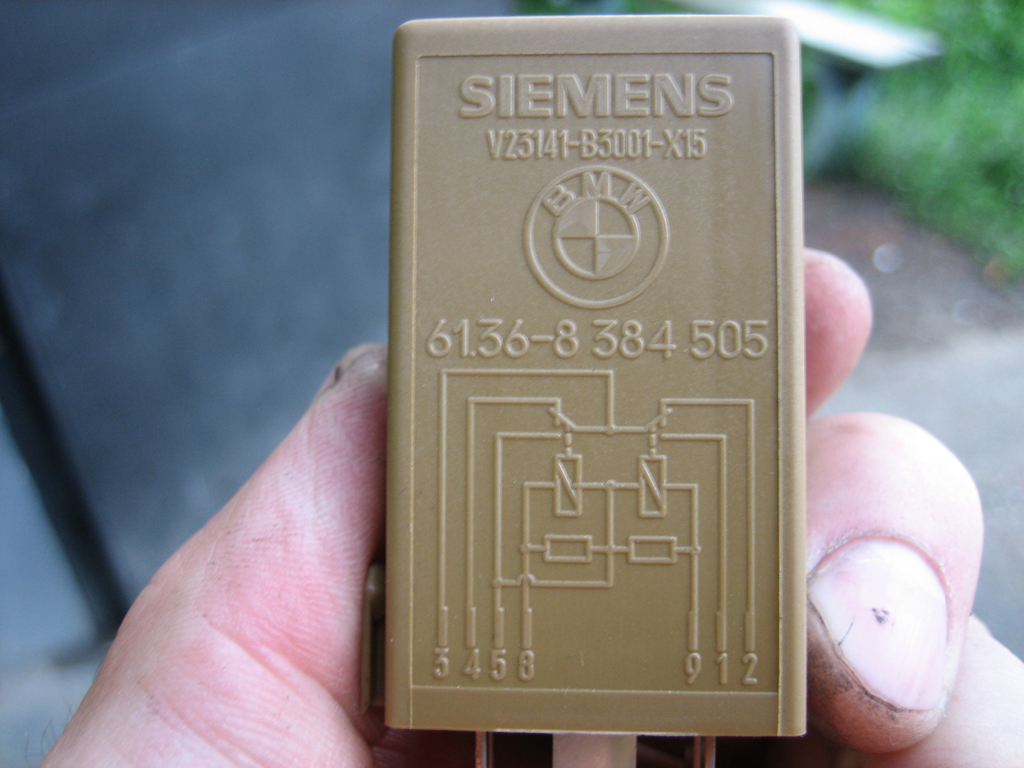 SIEMENS
V23141-B3001-X15
BMW
61.36-8 384 505
3 4 5 8 9 1 2